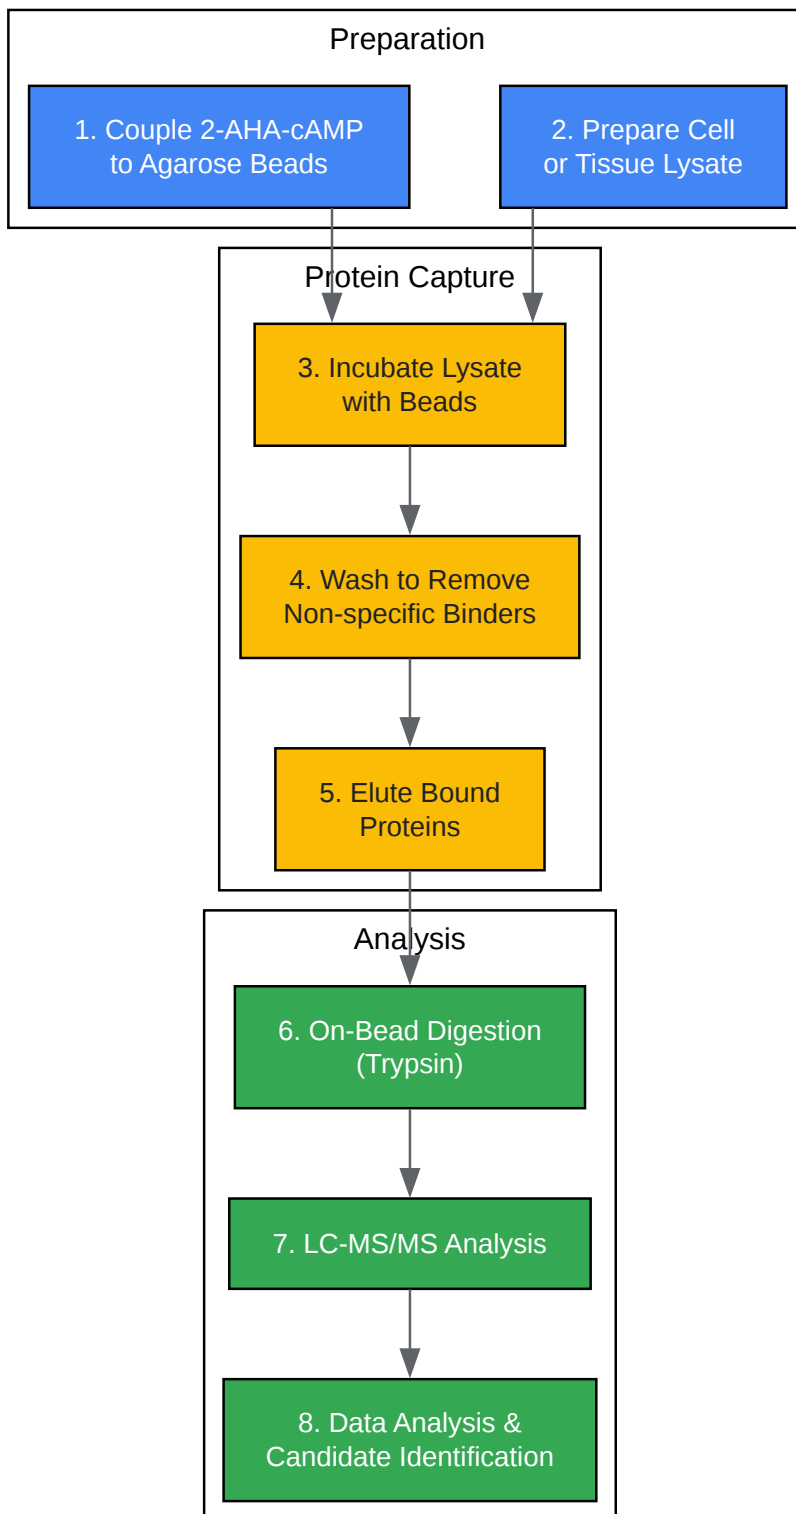 Preparation
1. Couple 2-AHA-cAMP
to Agarose Beads
2. Prepare Cell
or Tissue Lysate
Protein Capture
3. Incubate Lysate
with Beads
4. Wash to Remove
Non-specific Binders
5. Elute Bound
Proteins
Analysis
6. On-Bead Digestion
(Trypsin)
7. LC-MS/MS Analysis
8. Data Analysis &
Candidate Identification